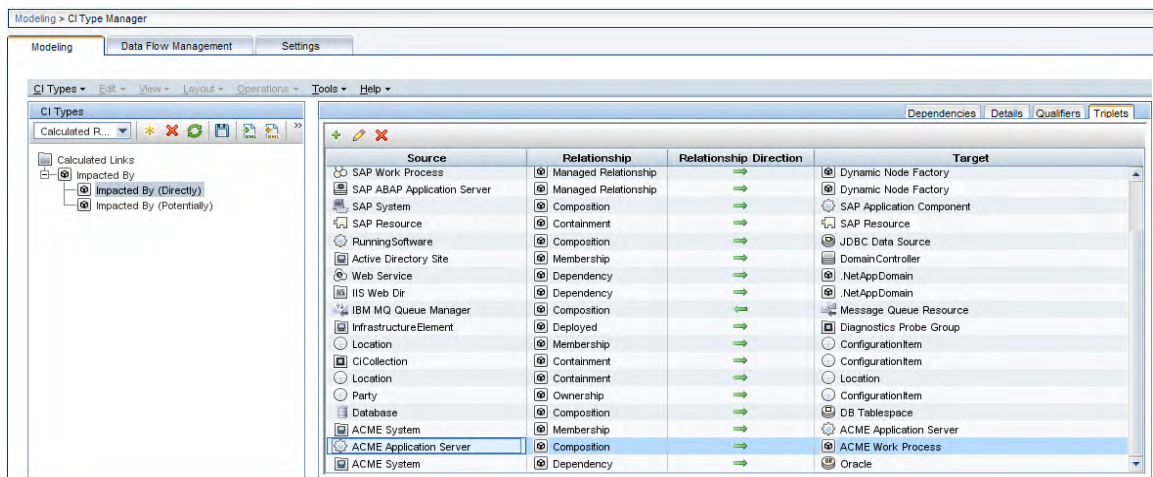 Modeling > CI Type Manager
Modeling Data Flow Management Settings
CI Types Edit View Layout Operations Tools Help
CI Types
Dependencies Details Qualifiers Triplets
Calculated R... »
Calculated Links
Impacted By
Impacted By (Directly)
Impacted By (Potentially)
Source Relationship Relationship Direction Target
SAP Work Process Managed Relationship Dynamic Node Factory
SAP ABAP Application Server Managed Relationship Dynamic Node Factory
SAP System Composition SAP Application Component
SAP Resource Containment SAP Resource
RunningSoftware Composition JDBC Data Source
Active Directory Site Membership DomainController
Web Service Dependency .NetAppDomain
IIS Web Dir Dependency .NetAppDomain
IBM MQ Queue Manager Composition Message Queue Resource
InfrastructureElement Deployed Diagnostics Probe Group
Location Membership ConfigurationItem
CiCollection Containment ConfigurationItem
Location Containment Location
Party Ownership ConfigurationItem
Database Composition DB Tablespace
ACME System Membership ACME Application Server
ACME Application Server Composition ACME Work Process
ACME System Dependency Oracle